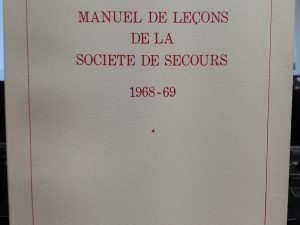 MANUEL DE LEÇONS
DE LA
SOCIETE DE SECOURS
1968-69